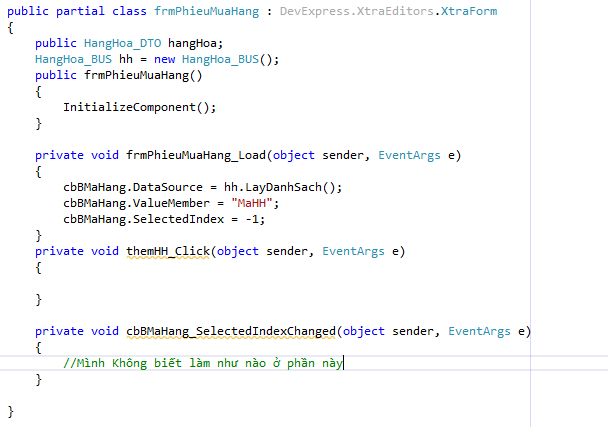 public partial class frmPhieuMuaHang : DevExpress.XtraEditors.XtraForm
{
public HangHoa_DTO hangHoa;
HangHoa_BUS hh = new HangHoa_BUS();
public frmPhieuMuaHang()
{
InitializeComponent();
}
private void frmPhieuMuaHang_Load(object sender, EventArgs e)
{
cbBMaHang.DataSource = hh.LayDanhSach();
cbBMaHang.ValueMember = "MaHH";
cbBMaHang.SelectedIndex = -1;
}
private void themHH_Click(object sender, EventArgs e)
{
}
private void cbBMaHang_SelectedIndexChanged(object sender, EventArgs e)
{
//Mình Không biết làm như nào ở phần này
}
}